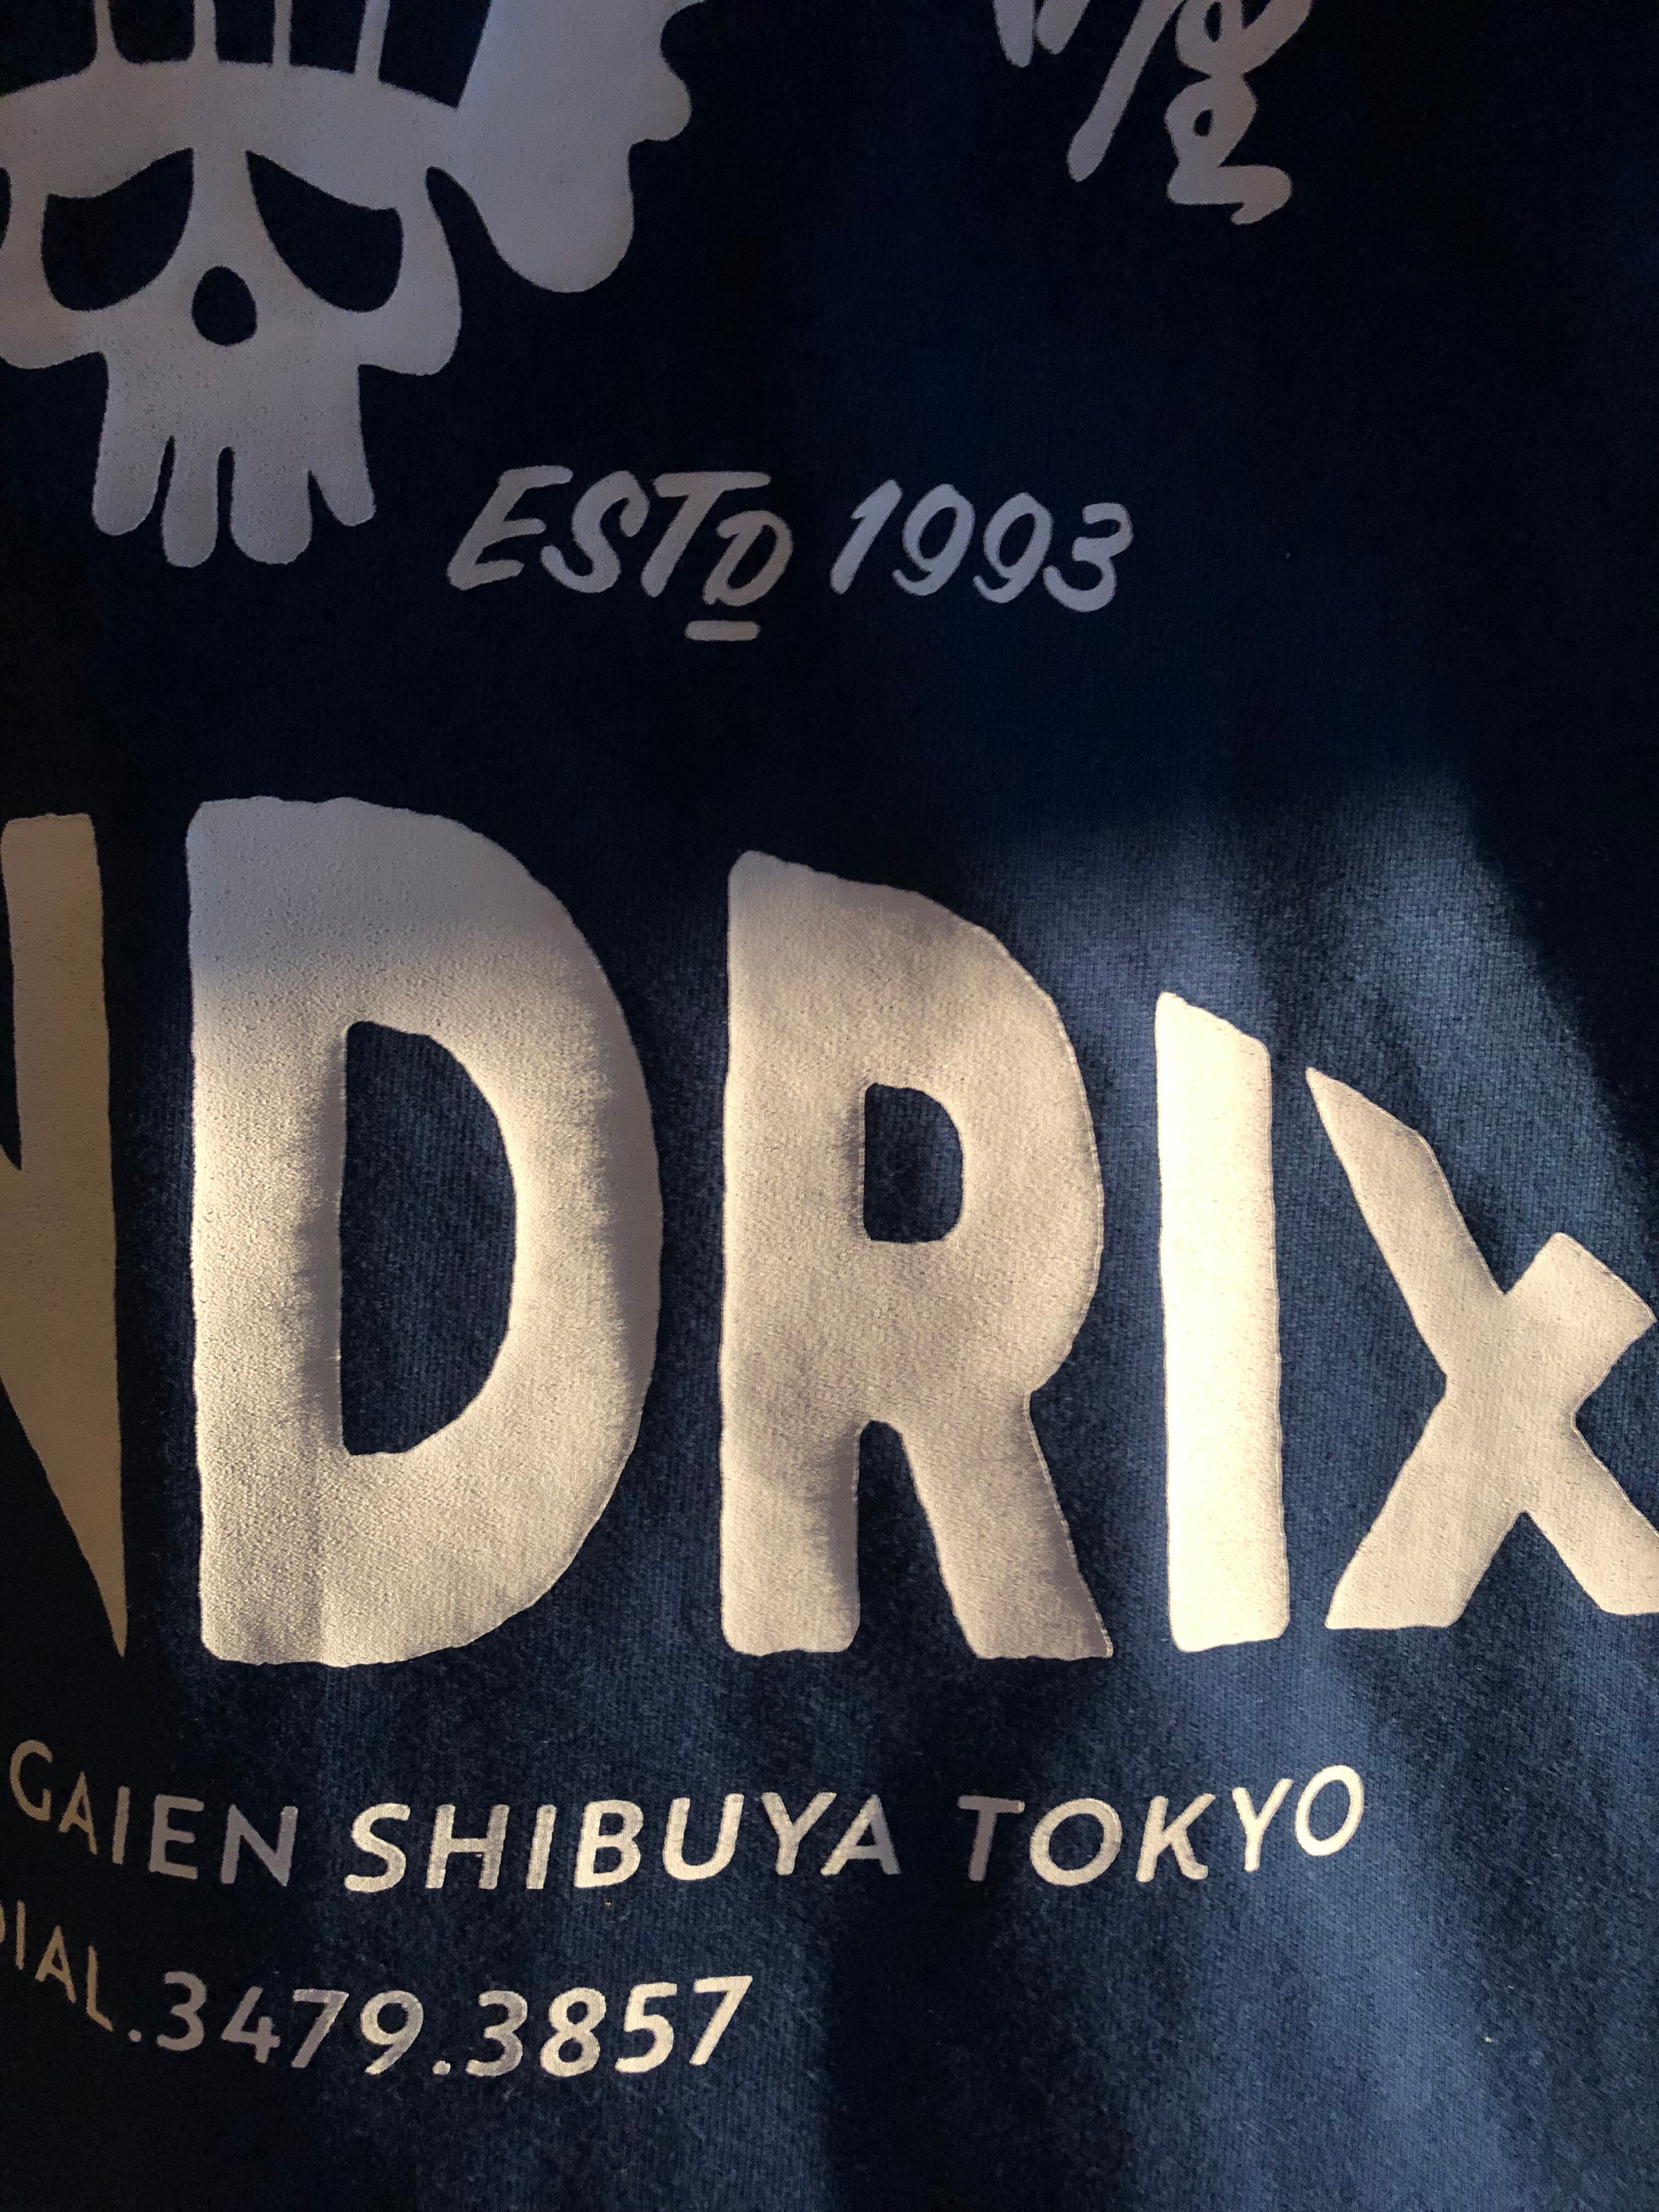 ESTD 1993
NDRIX
GAIEN SHIBUYA TOKYO
DIAL.3479.3857